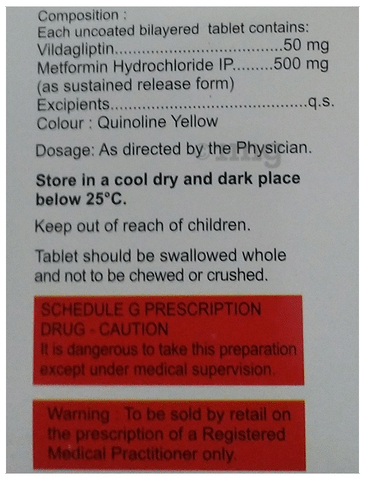 Composition :
Each uncoated bilayered tablet contains:
Vildagliptin..................................50 mg
Metformin Hydrochloride IP.........500 mg
(as sustained release form)
Excipients.......................................q.s.
Colour : Quinoline Yellow
Dosage: As directed by the Physician.
Store in a cool dry and dark place
below 25°C.
Keep out of reach of children.
Tablet should be swallowed whole
and not to be chewed or crushed.
SCHEDULE G PRESCRIPTION
DRUG - CAUTION
It is dangerous to take this preparation
except under medical supervision.
Warning : To be sold by retail on
the prescription of a Registered
Medical Practitioner only.